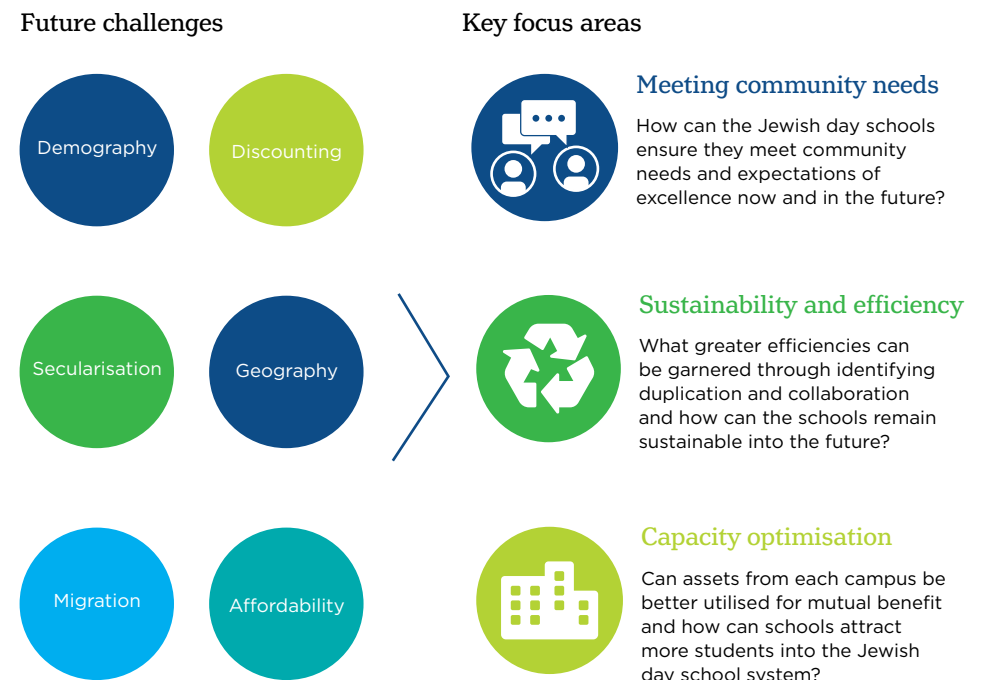 Future challenges
Demography
Discounting
Secularisation
Geography
Migration
Affordability
Key focus areas
Meeting community needs
How can the Jewish day schools
ensure they meet community
needs and expectations of
excellence now and in the future?
Sustainability and efficiency
What greater efficiencies can
be garnered through identifying
duplication and collaboration
and how can the schools remain
sustainable into the future?
Capacity optimisation
Can assets from each campus be
better utilised for mutual benefit
and how can schools attract
more students into the Jewish
day school system?